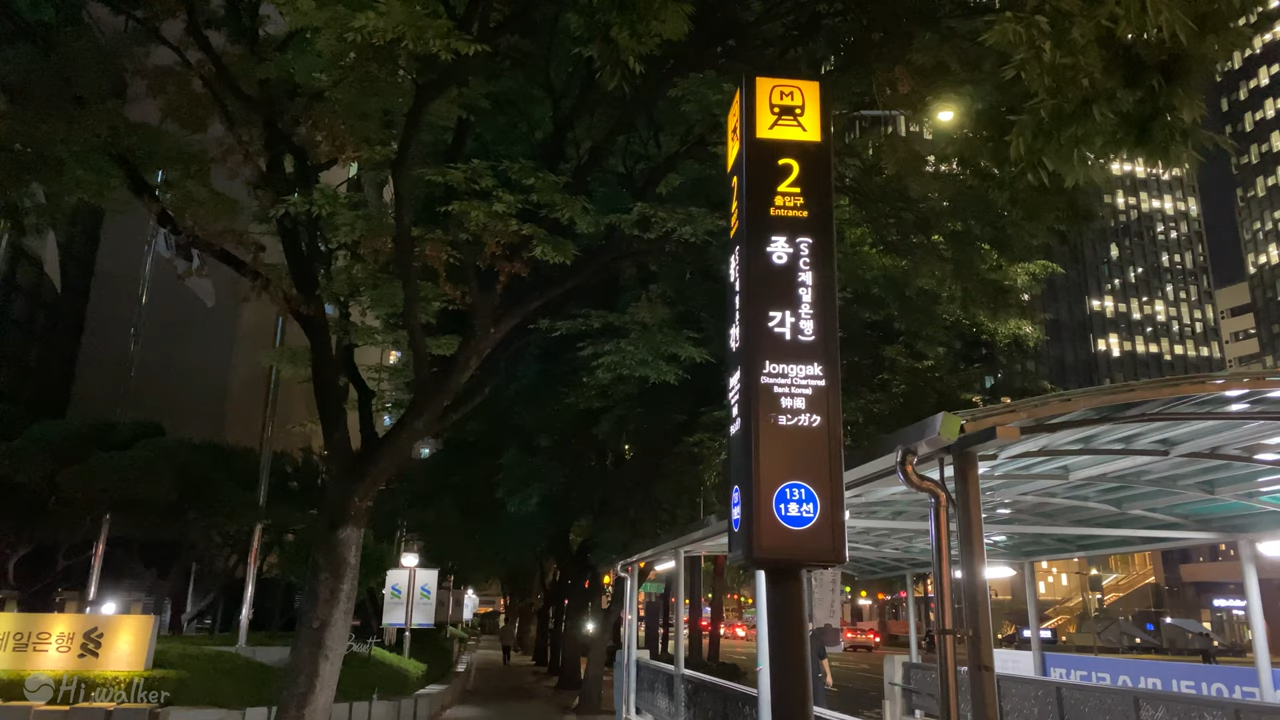 M
2
출입구
Entrance
종각
(SC제일은행)
Jonggak
(Standard Chartered
Bank Korea)
钟阁
ョンガク
131
1호선
2
제일은행
Hi.walker